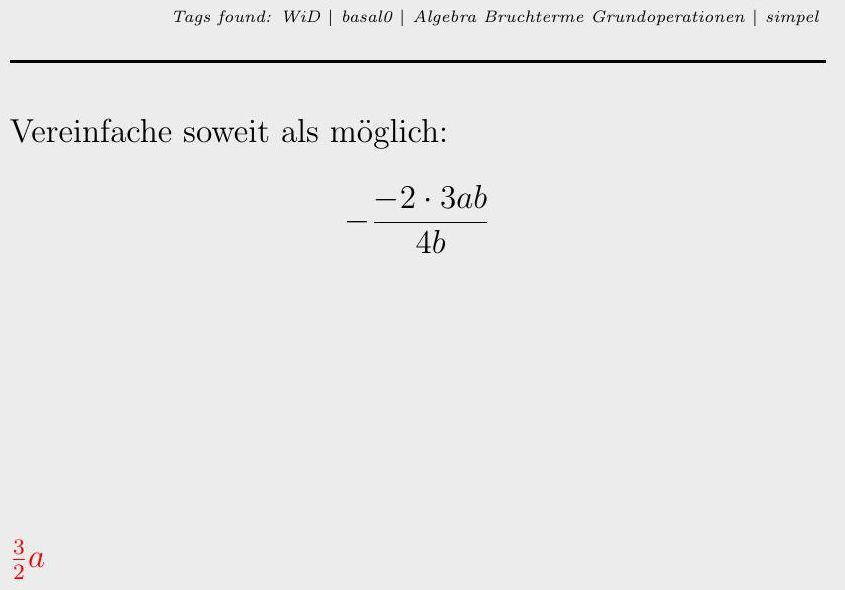 Tags found: WiD | basal0 | Algebra Bruchterme Grundoperationen | simpel
Vereinfache soweit als möglich:
$-\frac{-2 \cdot 3ab}{4b}$
$\frac{3}{2}a$